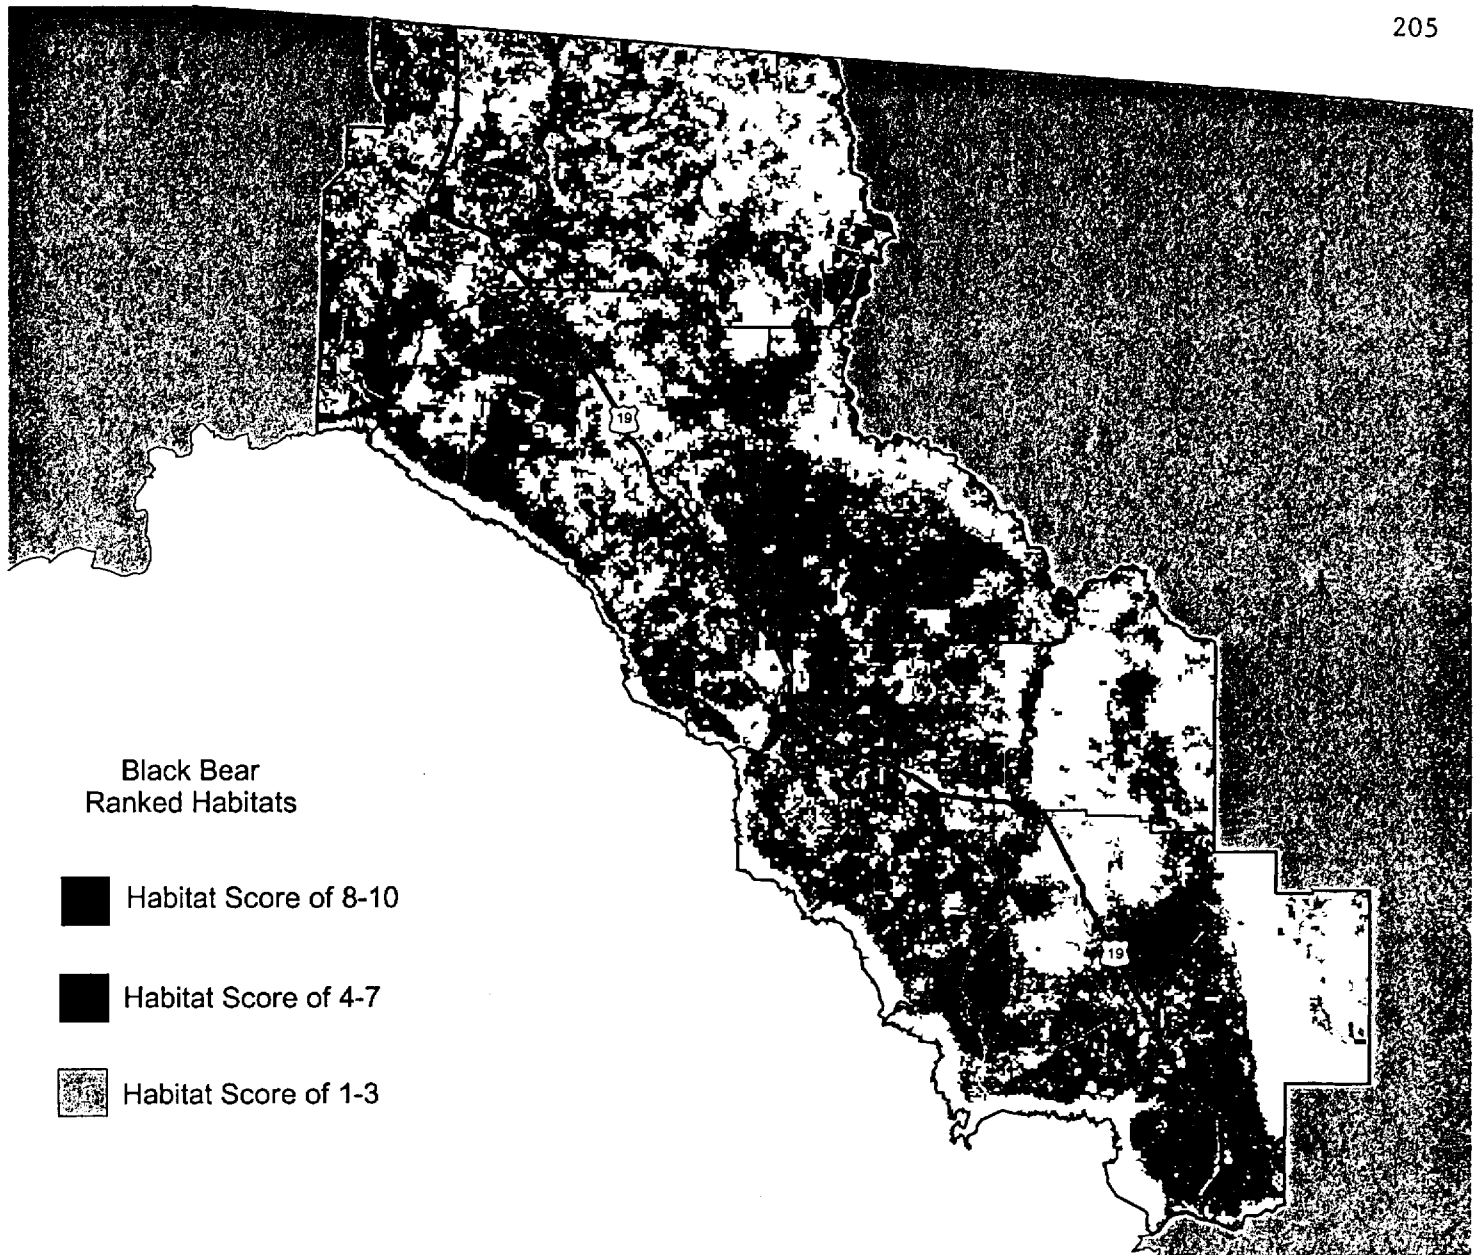 205
19
Black Bear
Ranked Habitats
Habitat Score of 8-10
19
Habitat Score of 4-7
Habitat Score of 1-3